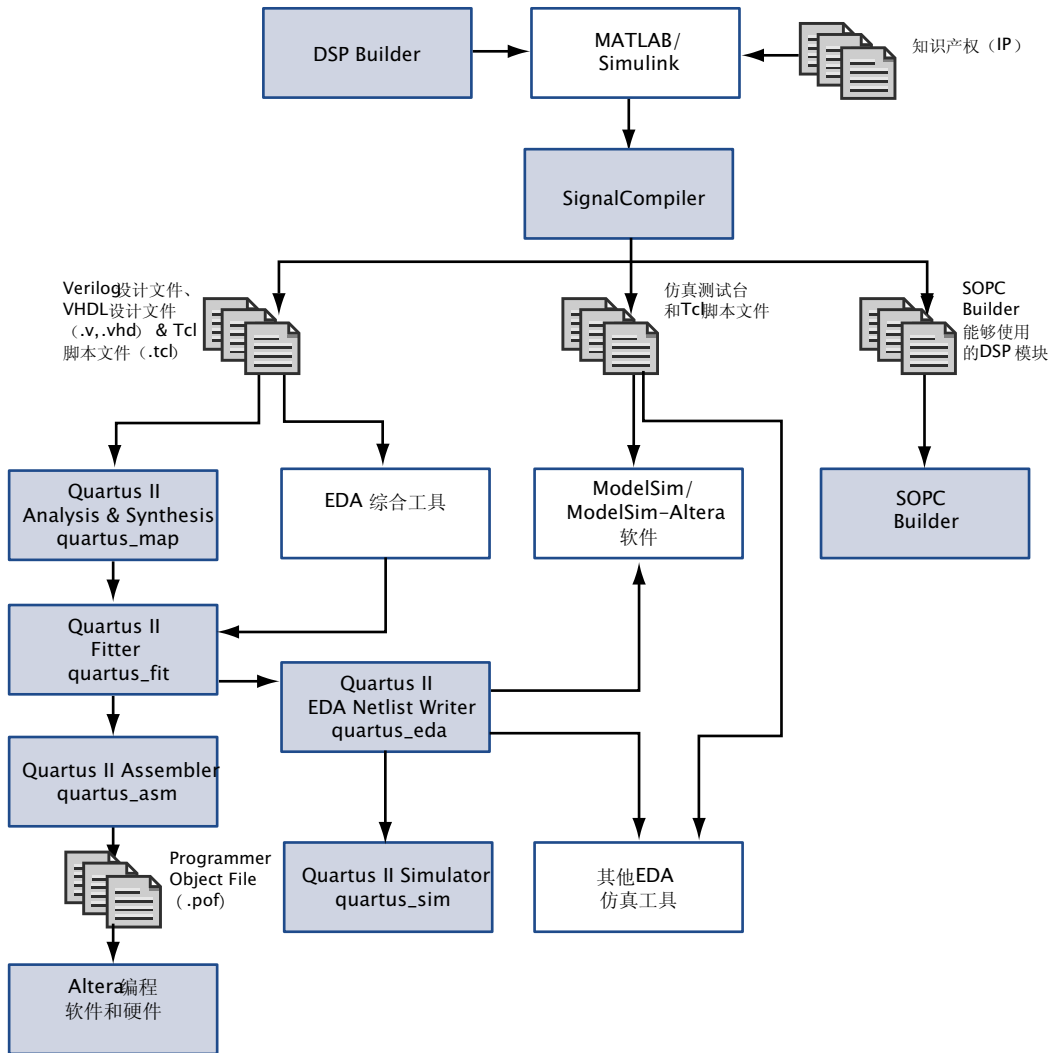 DSP Builder
MATLAB/
Simulink
知识产权（IP）
SignalCompiler
Verilog设计文件、
VHDL设计文件
（.v,.vhd）& Tcl
脚本文件（.tcl）
仿真测试台
和Tcl脚本文件
SOPC
Builder
能够使用
的DSP 模块
Quartus II
Analysis & Synthesis
quartus_map
EDA 综合工具
ModelSim/
ModelSim-Altera
软件
SOPC
Builder
Quartus II
Fitter
quartus_fit
Quartus II
EDA Netlist Writer
quartus_eda
Quartus II Assembler
quartus_asm
Programmer
Object File
（.pof）
Quartus II Simulator
quartus_sim
其他EDA
仿真工具
Altera编程
软件和硬件